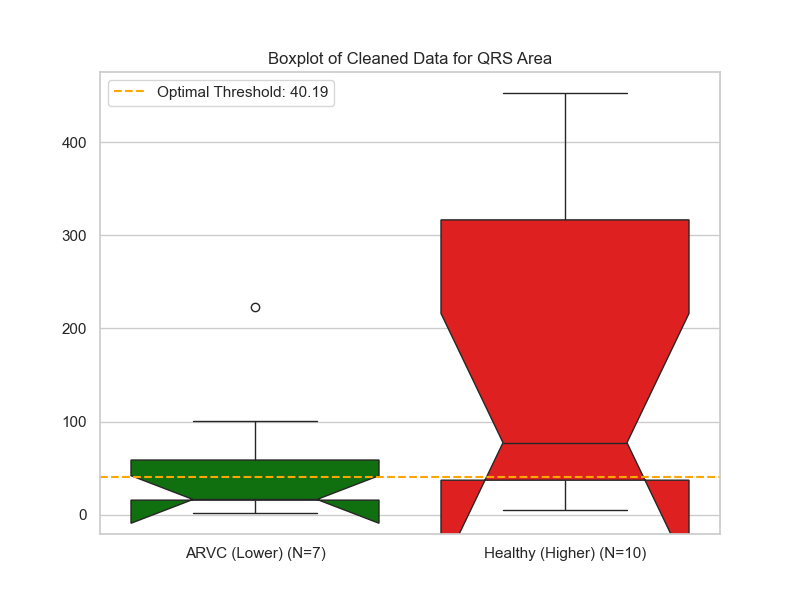 Boxplot of Cleaned Data for QRS Area
Optimal Threshold: 40.19
400
300
200
100
0
ARVC (Lower) (N=7)
Healthy (Higher) (N=10)